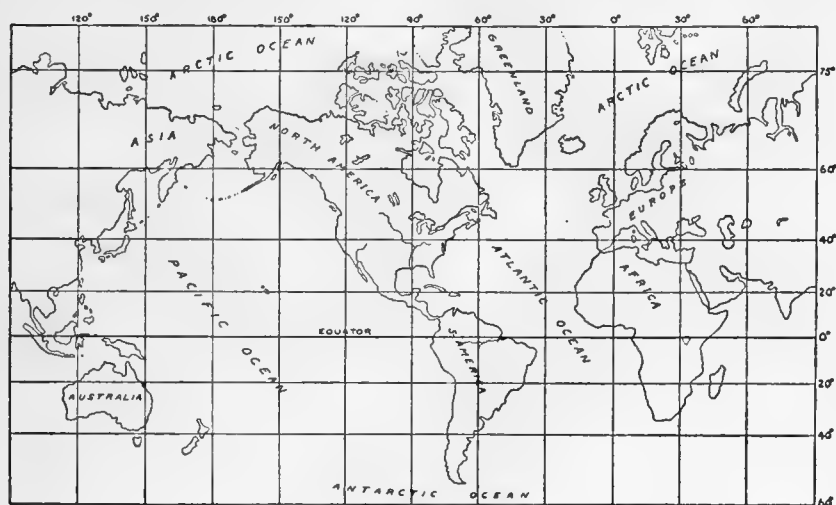 120° 150° 180° 150° 120° 90° 60° 30° 0° 30° 60°
ARCTIC OCEAN
GREENLAND
ARCTIC OCEAN
75°
ASIA
NORTH AMERICA
60°
EUROPE
40°
PACIFIC OCEAN
ATLANTIC OCEAN
AFRICA
20°
EQUATOR
0°
S. AMERICA
AUSTRALIA
20°
40°
ANTARCTIC OCEAN
60°